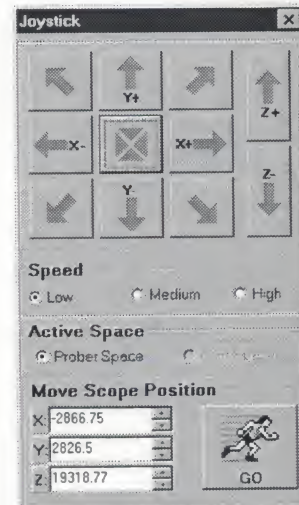 Joystick
Y+
Z+
X-
X+
Y-
Z-
Speed
Low Medium High
Active Space
Prober Space
Move Scope Position
X: -2866.75
Y: 2826.5
Z: 19318.77
GO